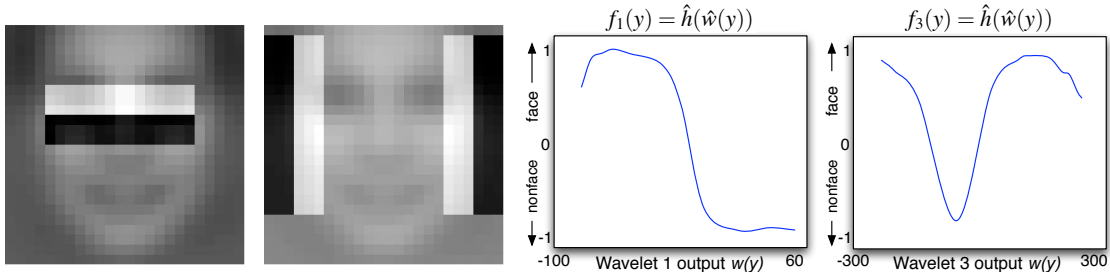 f₁(y) = ĥ(ŵ(y))
1
face
0
nonface
-1
-100
Wavelet 1 output w(y)
60
f₃(y) = ĥ(ŵ(y))
1
face
0
nonface
-1
-300
Wavelet 3 output w(y)
300